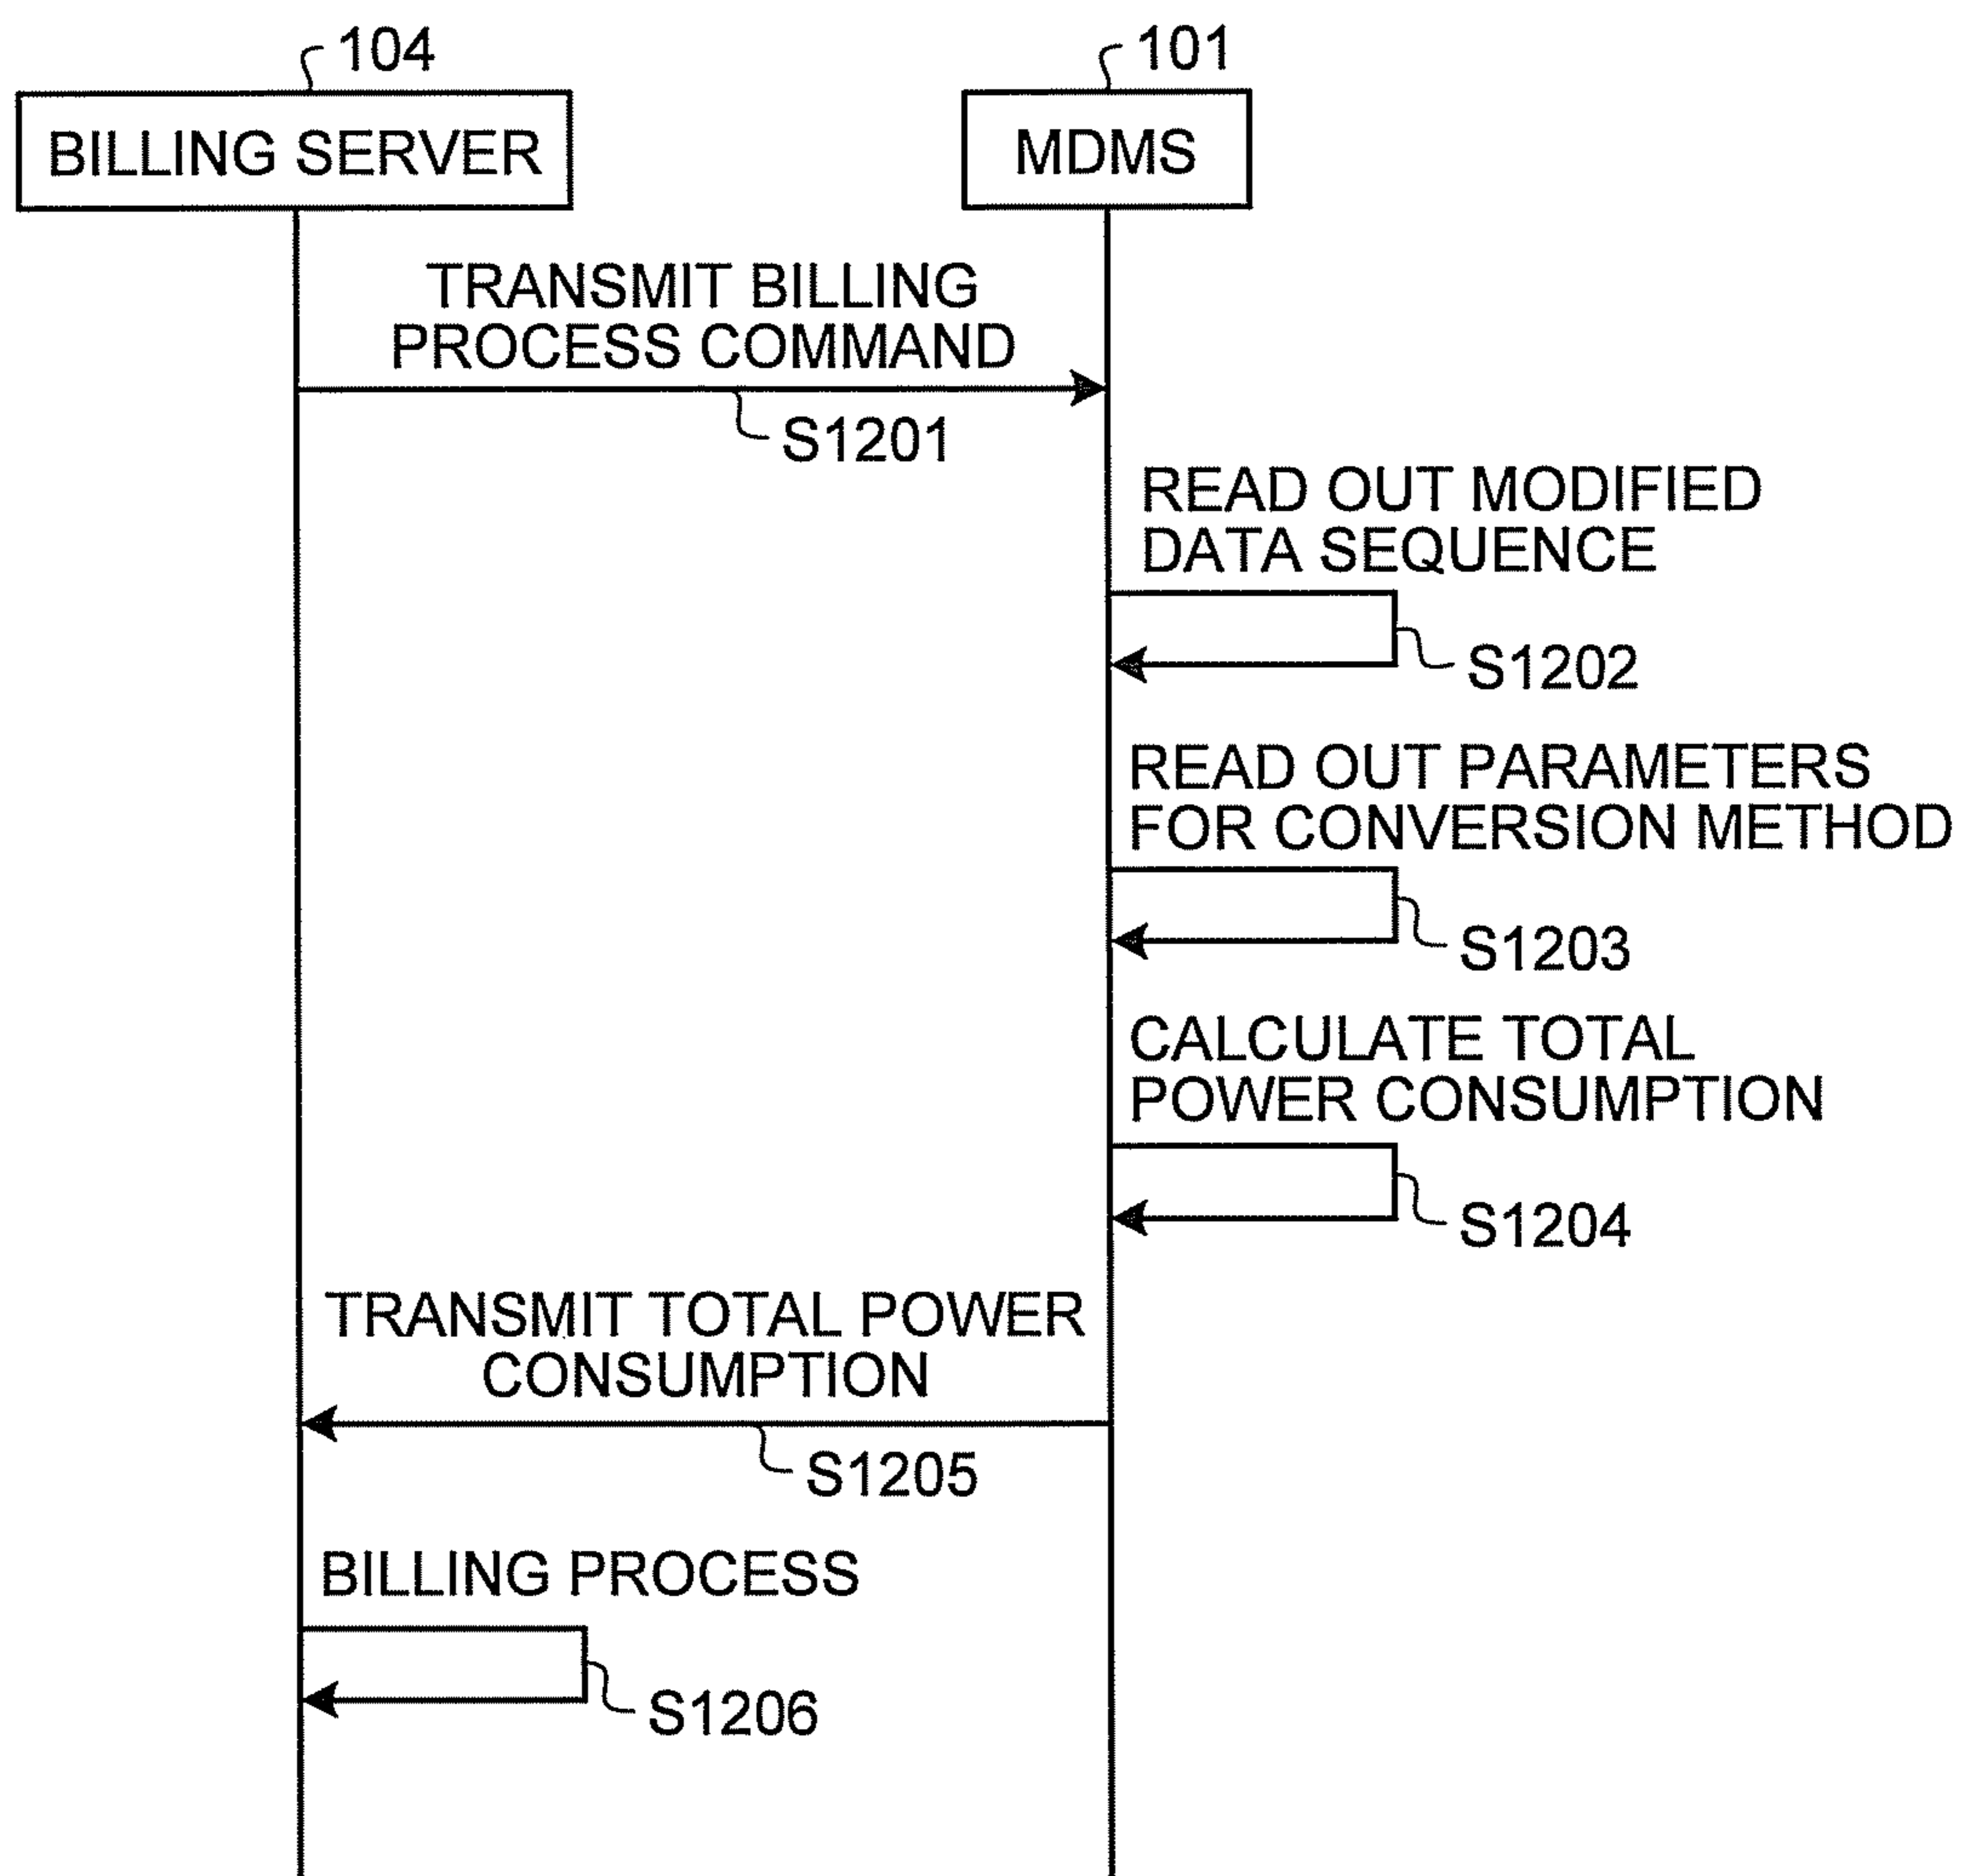 104
101
BILLING SERVER
MDMS
TRANSMIT BILLING
PROCESS COMMAND
S1201
READ OUT MODIFIED
DATA SEQUENCE
S1202
READ OUT PARAMETERS
FOR CONVERSION METHOD
S1203
CALCULATE TOTAL
POWER CONSUMPTION
S1204
TRANSMIT TOTAL POWER
CONSUMPTION
S1205
BILLING PROCESS
S1206